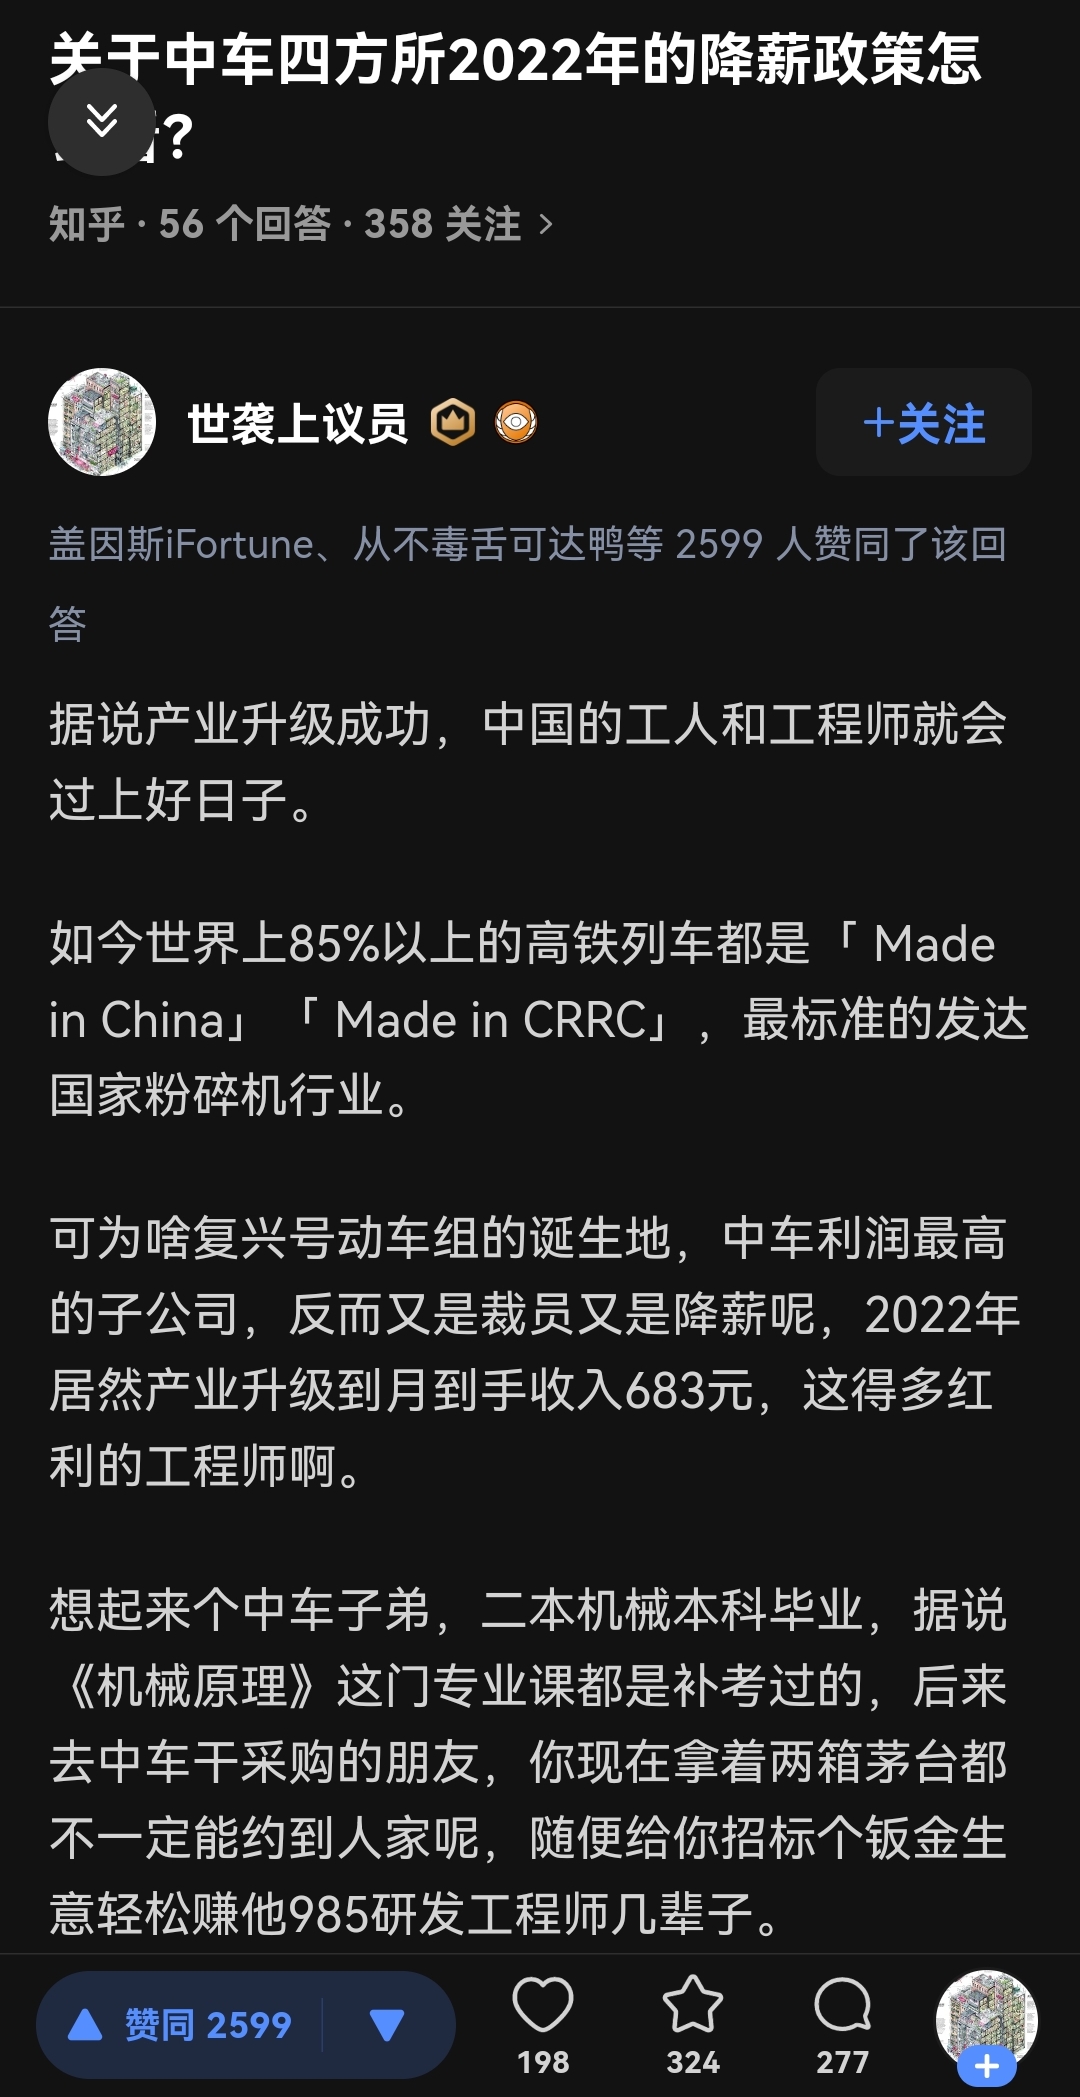 关于中车四方所2022年的降薪政策怎
?
知乎 · 56 个回答 · 358 关注 >
世袭上议员
+关注
盖因斯iFortune、从不毒舌可达鸭等 2599 人赞同了该回
答
据说产业升级成功，中国的工人和工程师就会
过上好日子。
如今世界上85%以上的高铁列车都是「 Made
in China」 「 Made in CRRC」，最标准的发达
国家粉碎机行业。
可为啥复兴号动车组的诞生地，中车利润最高
的子公司，反而又是裁员又是降薪呢，2022年
居然产业升级到月到手收入683元，这得多红
利的工程师啊。
想起来个中车子弟，二本机械本科毕业，据说
《机械原理》这门专业课都是补考过的，后来
去中车干采购的朋友，你现在拿着两箱茅台都
不一定能约到人家呢，随便给你招标个钣金生
意轻松赚他985研发工程师几辈子。
赞同 2599
198
324
277